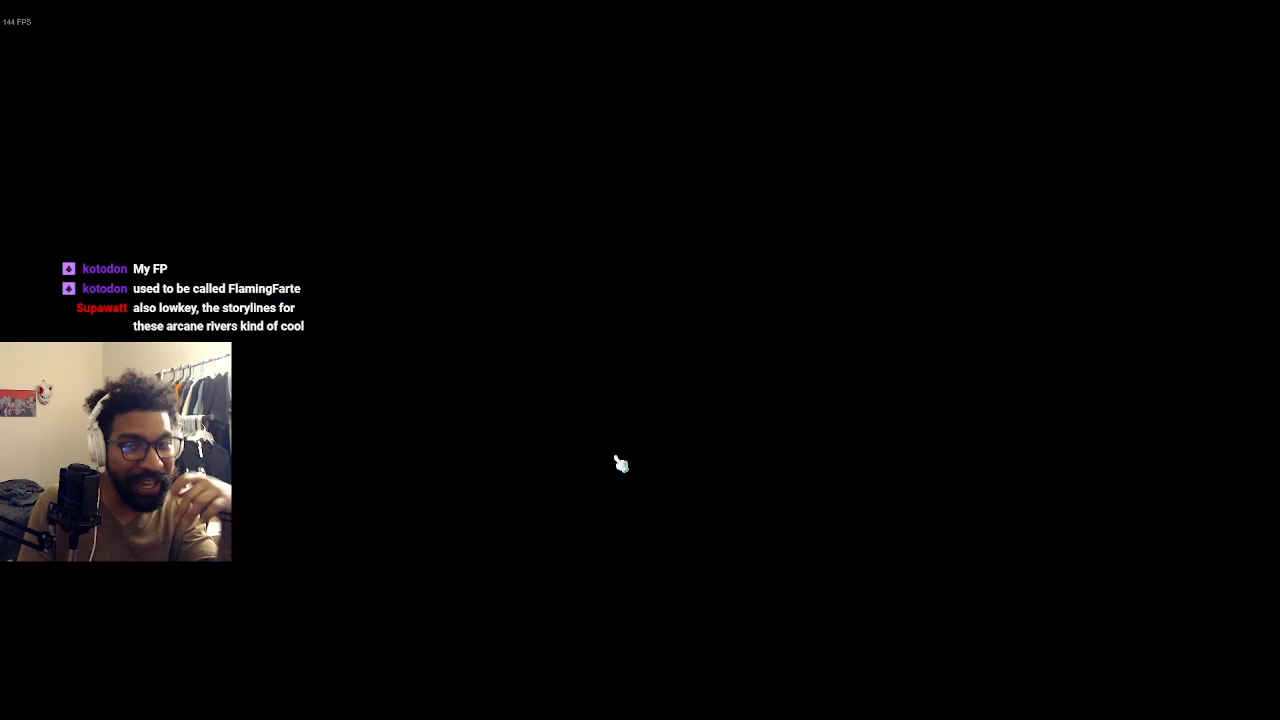 144 FPS
kotodon My FP
kotodon used to be called FlamingFarte
Supawatt also lowkey, the storylines for
these arcane rivers kind of cool